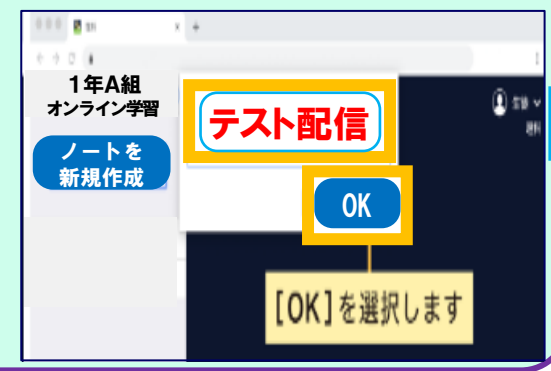 1年A組
オンライン学習
ノートを
新規作成
テスト配信
OK
[OK]を選択します